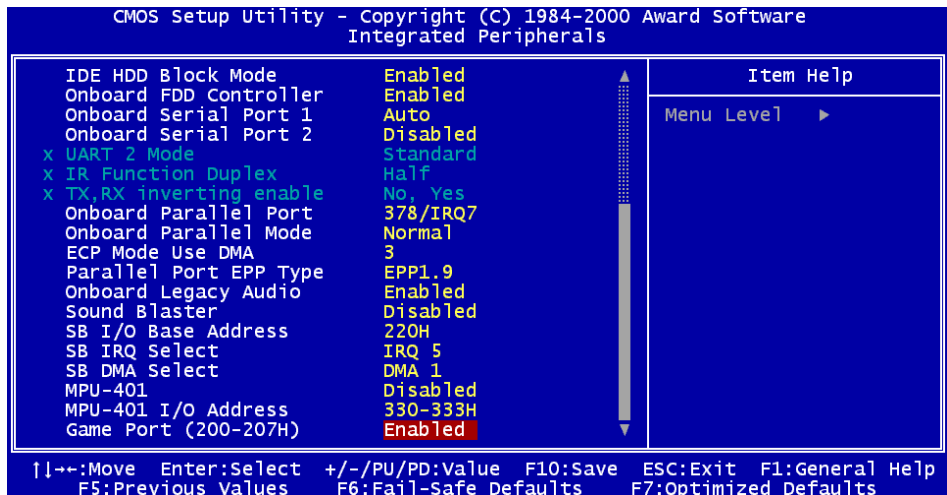 CMOS Setup Utility - Copyright (C) 1984-2000 Award Software
Integrated Peripherals
IDE HDD Block Mode Enabled
Onboard FDD Controller Enabled
Onboard Serial Port 1 Auto
Onboard Serial Port 2 Disabled
x UART 2 Mode Standard
x IR Function Duplex Half
x TX,RX inverting enable No, Yes
Onboard Parallel Port 378/IRQ7
Onboard Parallel Mode Normal
ECP Mode Use DMA 3
Parallel Port EPP Type EPP1.9
Onboard Legacy Audio Enabled
Sound Blaster Disabled
SB I/O Base Address 220H
SB IRQ Select IRQ 5
SB DMA Select DMA 1
MPU-401 Disabled
MPU-401 I/O Address 330-333H
Game Port (200-207H) Enabled
Item Help
Menu Level ►
↑↓→←:Move Enter:Select +/-/PU/PD:Value F10:Save ESC:Exit F1:General Help
F5:Previous Values F6:Fail-Safe Defaults F7:Optimized Defaults